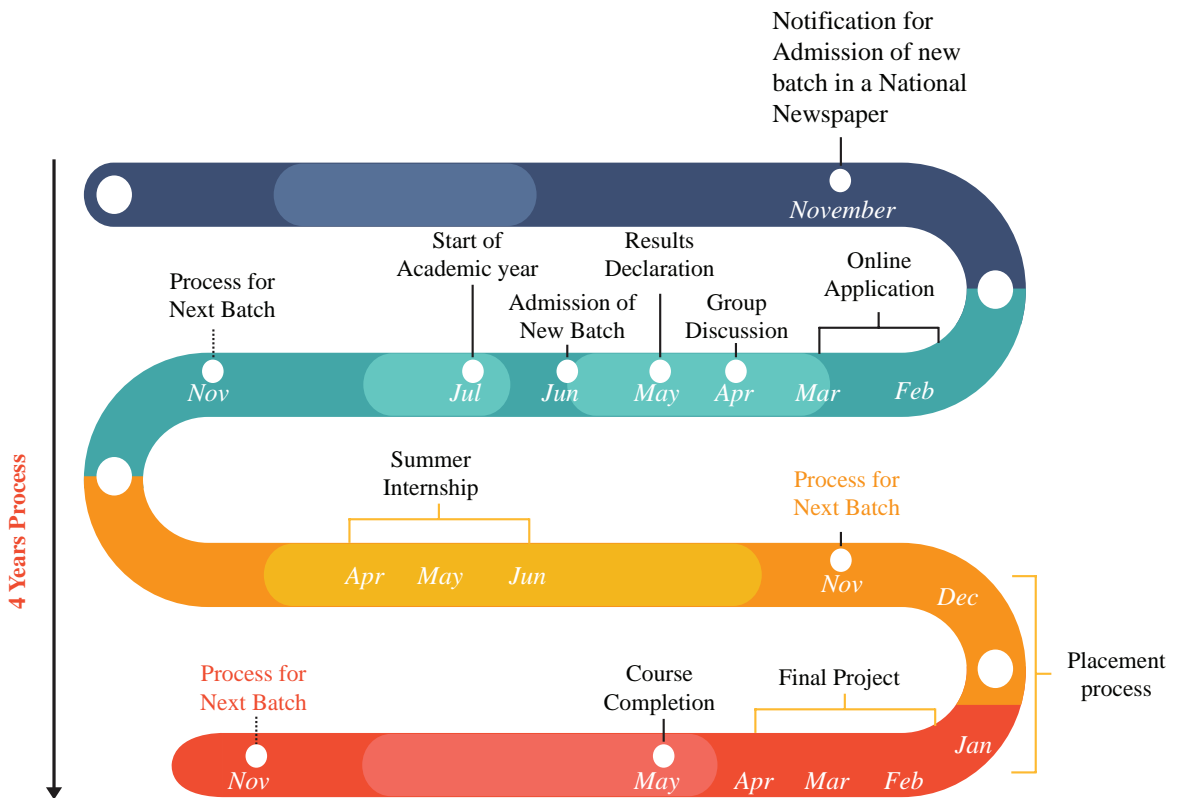 Notification for
Admission of new
batch in a National
Newspaper
November
Start of
Academic year
Results
Declaration
Online
Application
Process for
Next Batch
Admission of
New Batch
Group
Discussion
Nov
Jul
Jun
May
Apr
Mar
Feb
4 Years Process
Summer
Internship
Process for
Next Batch
Apr
May
Jun
Nov
Dec
Placement
process
Process for
Next Batch
Course
Completion
Final Project
Jan
Nov
May
Apr
Mar
Feb